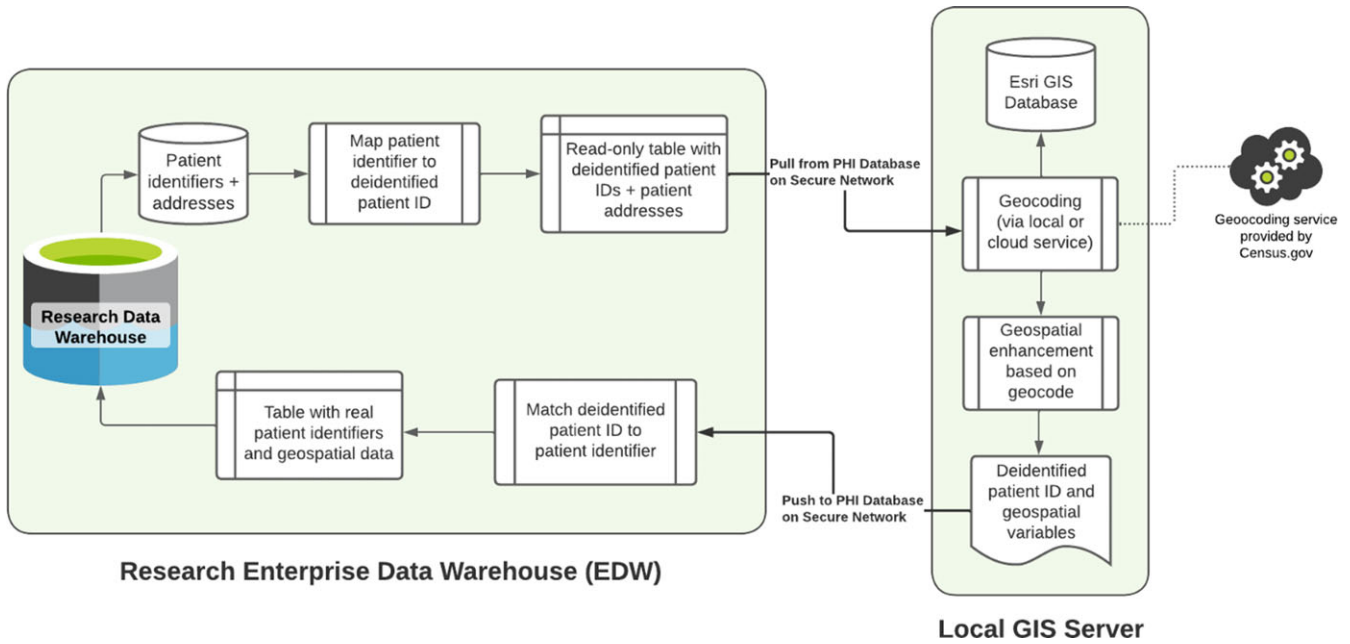 Esri GIS
Database
Patient
identifiers +
addresses
Map patient
identifier to
deidentified
patient ID
Read-only table with
deidentified patient
IDs + patient
addresses
Pull from PHI Database
on Secure Network
Geocoding
(via local or
cloud service)
Geoocoding service
provided by
Census.gov
Research Data
Warehouse
Geospatial
enhancement
based on
geocode
Table with real
patient identifiers
and geospatial data
Match deidentified
patient ID to
patient identifier
Push to PHI Database
on Secure Network
Deidentified
patient ID and
geospatial
variables
Research Enterprise Data Warehouse (EDW)
Local GIS Server